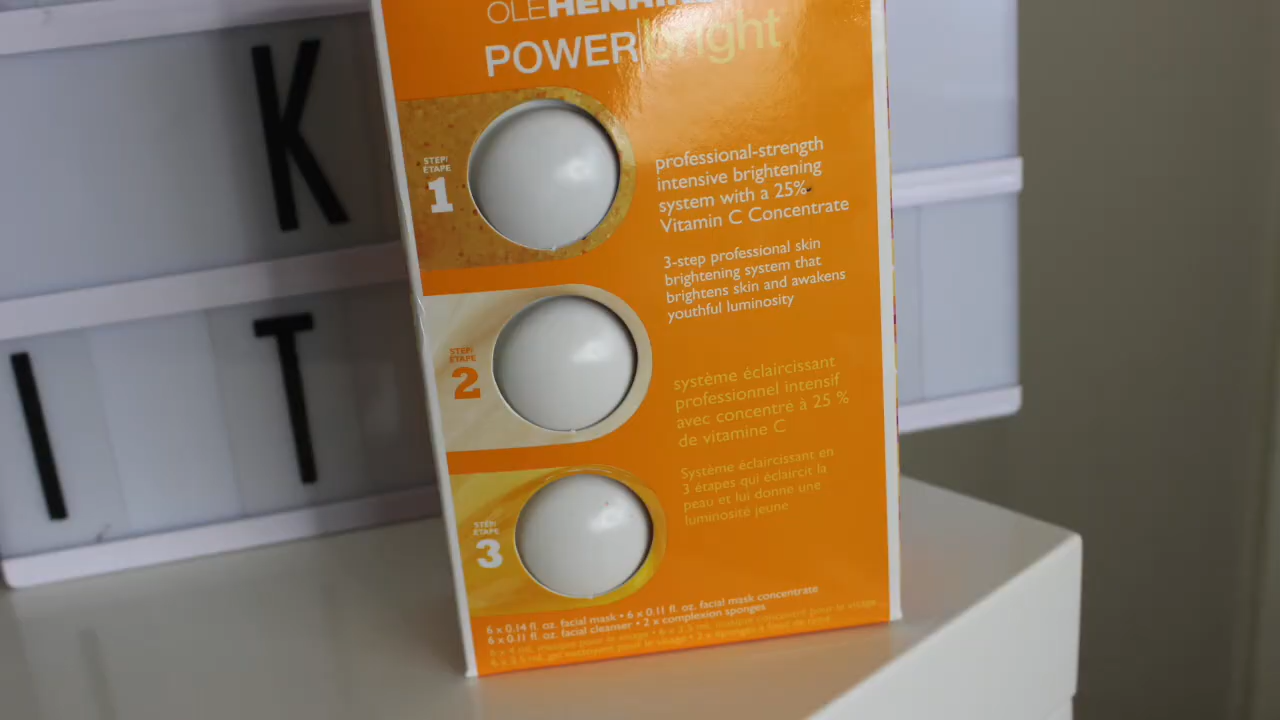 K
I T
OLE
POWERbright
STEP/
ÉTAPE
1
professional-strength
intensive brightening
system with a 25%
Vitamin C Concentrate
3-step professional skin
brightening system that
brightens skin and awakens
youthful luminosity
STEP/
ÉTAPE
2
système éclaircissant
professionnel intensif
avec concentré à 25 %
de vitamine C
Système éclaircissant en
3 étapes qui éclaircit la
peau et lui donne une
luminosité jeune
STEP/
ÉTAPE
3
6 x 0.14 fl. oz. facial mask • 6 x 0.11 fl. oz. facial mask concentrate
6 x 0.11 fl. oz. facial cleanser • 2 x complexion sponges